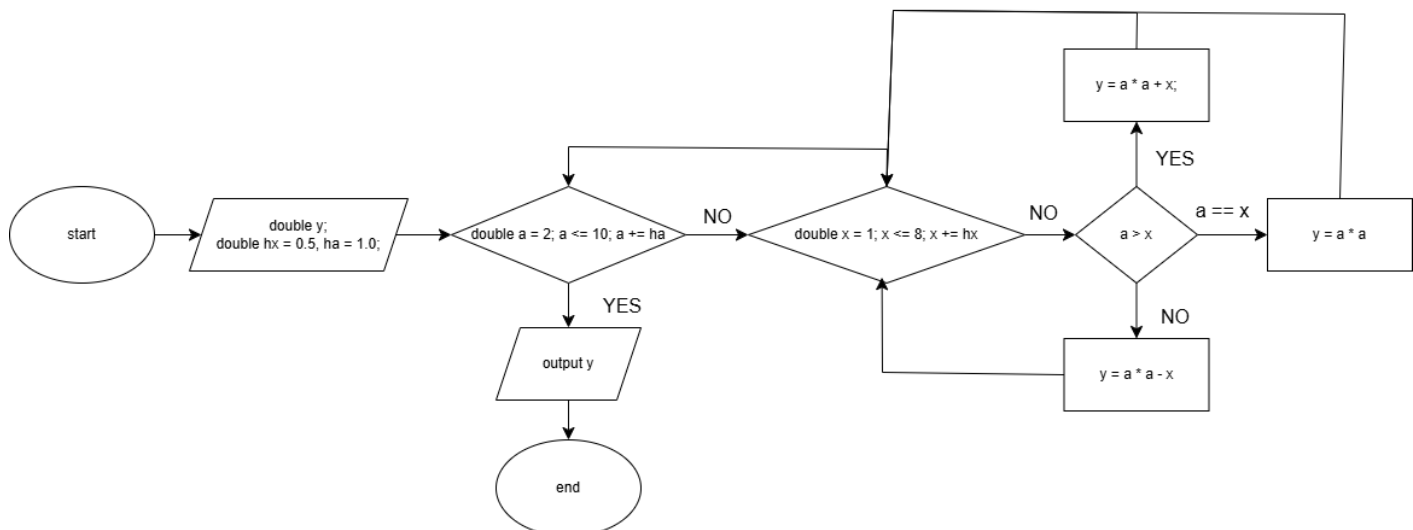 start
double y;
double hx = 0.5, ha = 1.0;
double a = 2; a <= 10; a += ha
NO
double x = 1; x <= 8; x += hx
NO
a > x
YES
y = a * a + x;
a == x
y = a * a
NO
y = a * a - x
YES
output y
end